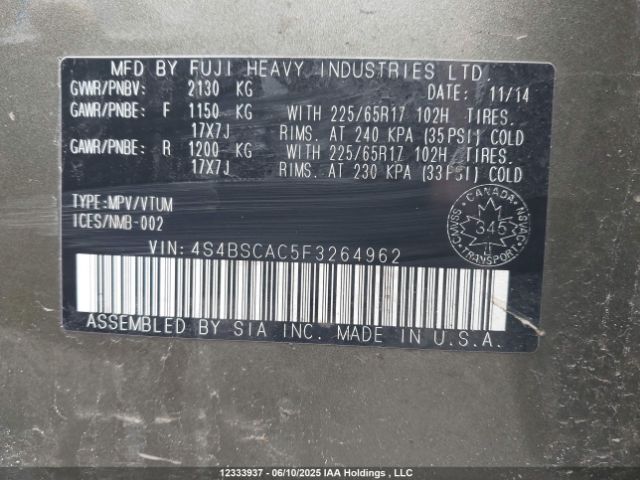 MFD BY FUJI HEAVY INDUSTRIES LTD.
GVWR/PNBV: 2130 KG DATE: 11/14
GAWR/PNBE: F 1150 KG WITH 225/65R17 102H TIRES.
17X7J RIMS. AT 240 KPA (35PSI) COLD
GAWR/PNBE: R 1200 KG WITH 225/65R17 102H TIRES.
17X7J RIMS. AT 230 KPA (33PSI) COLD
TYPE:MPV/VTUM
ICES/NMB-002
CANADA
CMVSS 345 NSVAC
TRANSPORT
VIN: 4S4BSCAC5F3264962
ASSEMBLED BY SIA INC. MADE IN U.S.A.
12333937 - 06/10/2025 IAA Holdings , LLC